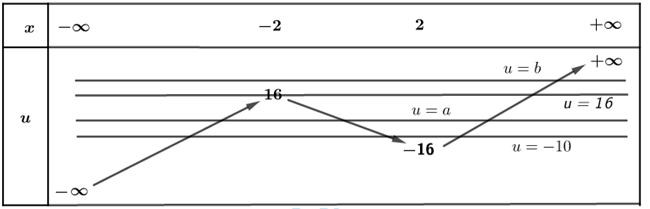 x −∞ −2 2 +∞
+∞
u = b
16 u = 16
u u = a
−16 u = −10
−∞